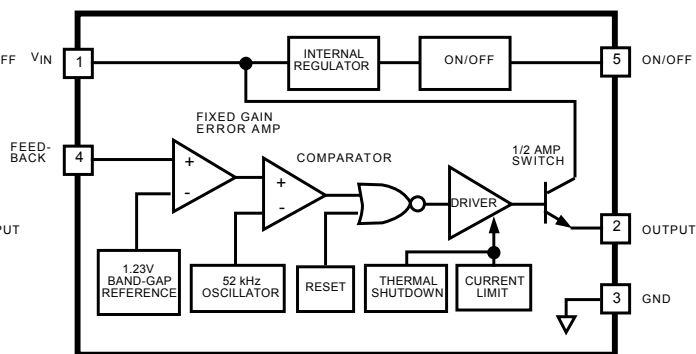 FF
VIN
1
INTERNAL
REGULATOR
ON/OFF
5
ON/OFF
FIXED GAIN
ERROR AMP
FEED-
BACK
4
+
-
COMPARATOR
+
-
1/2 AMP
SWITCH
DRIVER
PUT
2
OUTPUT
1.23V
BAND-GAP
REFERENCE
52 kHz
OSCILLATOR
RESET
THERMAL
SHUTDOWN
CURRENT
LIMIT
3
GND